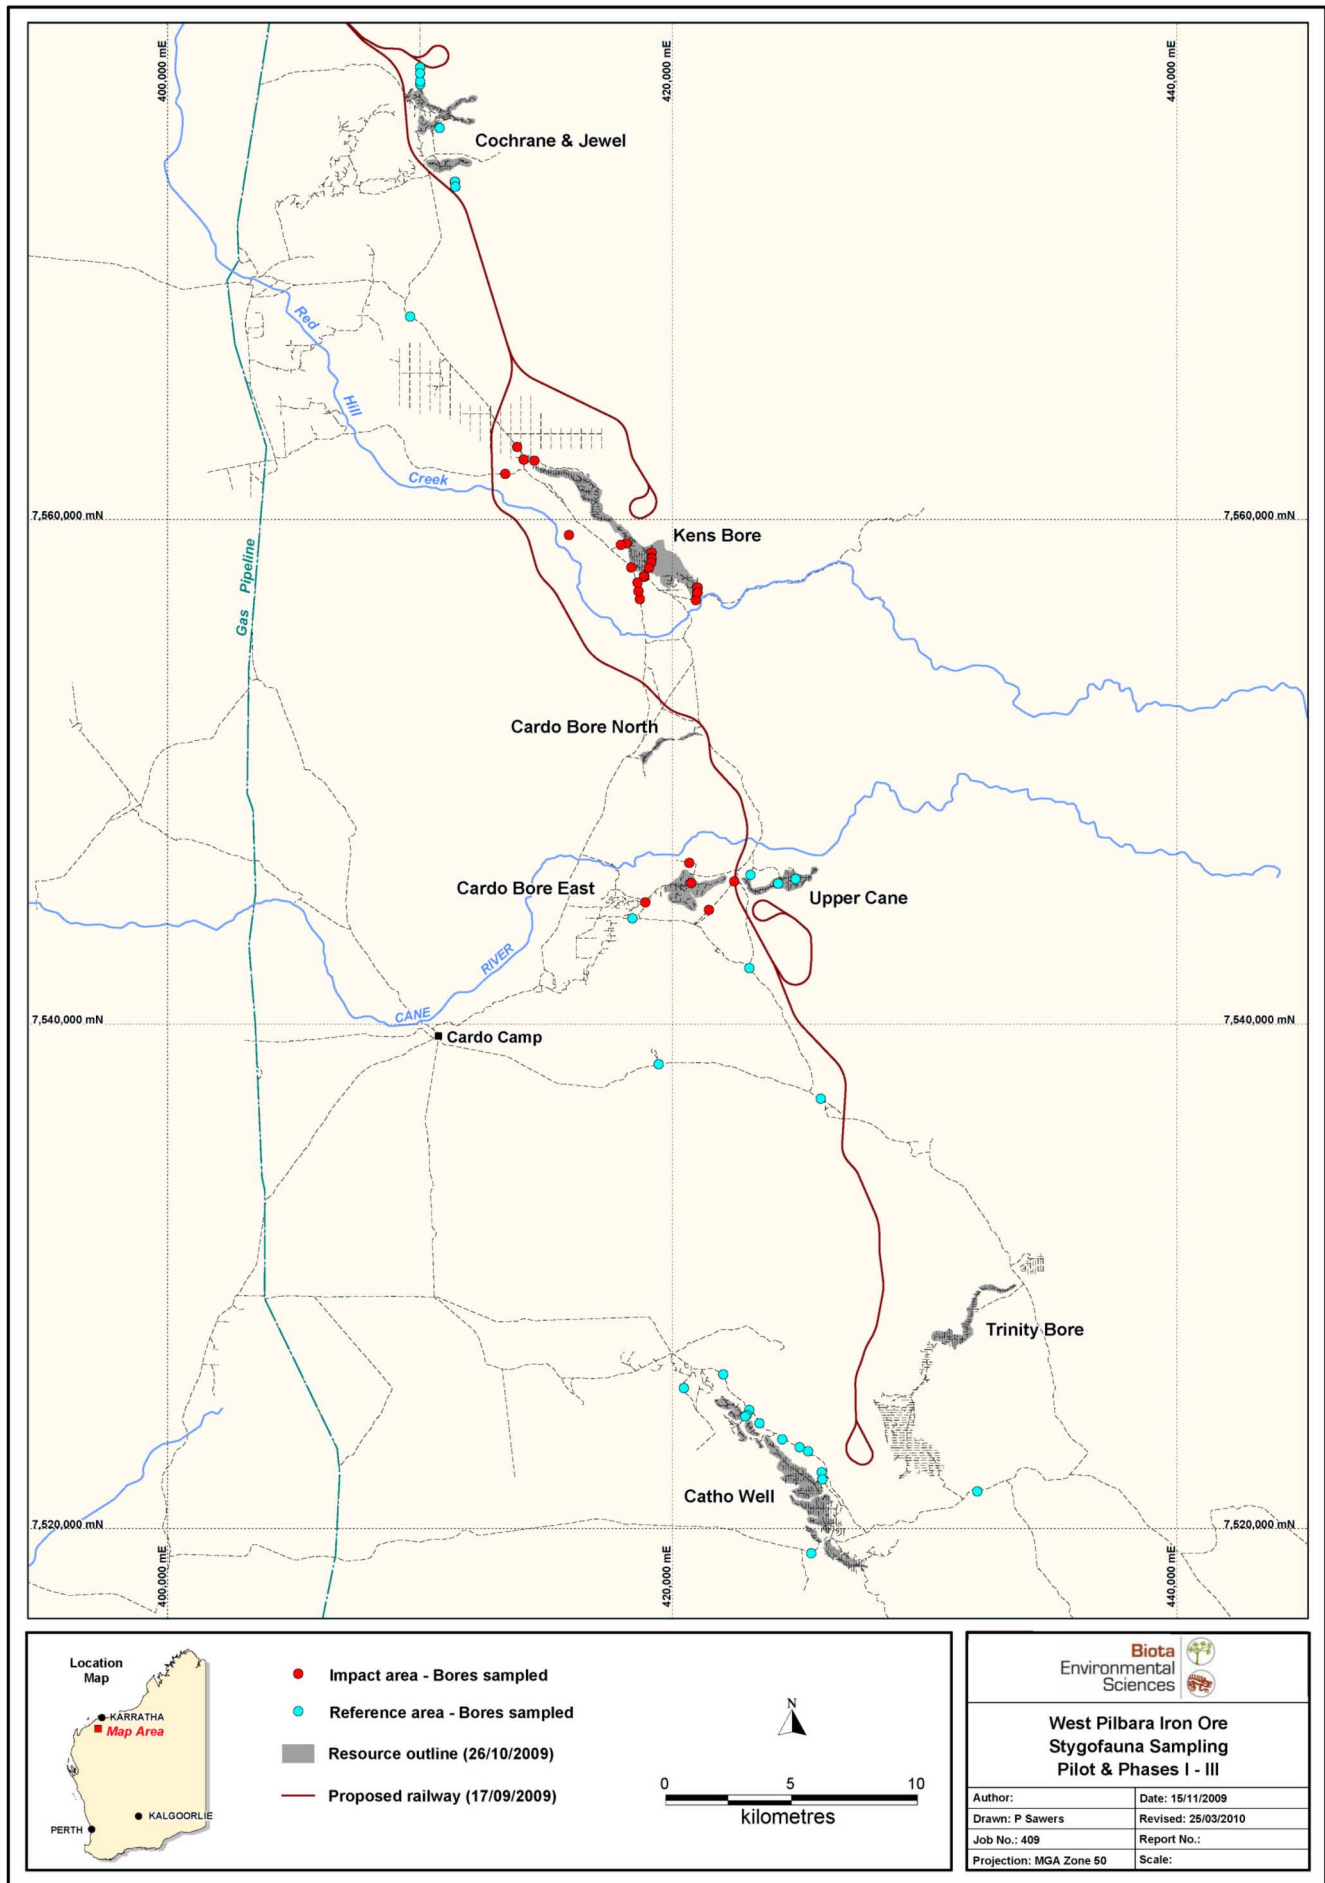 400,000 mE
420,000 mE
440,000 mE
Cochrane & Jewel
Red
Hill
Creek
7,560,000 mN
7,560,000 mN
Kens Bore
Gas Pipeline
Cardo Bore North
Cardo Bore East
Upper Cane
RIVER
CANE
7,540,000 mN
7,540,000 mN
Cardo Camp
Trinity Bore
Catho Well
7,520,000 mN
7,520,000 mN
400,000 mE
420,000 mE
440,000 mE
Location
Map
KARRATHA
Map Area
KALGOORLIE
PERTH
Impact area - Bores sampled
Reference area - Bores sampled
Resource outline (26/10/2009)
Proposed railway (17/09/2009)
N
0 5 10
kilometres
Biota
Environmental
Sciences
West Pilbara Iron Ore
Stygofauna Sampling
Pilot & Phases I - III
Author: Date: 15/11/2009
Drawn: P Sawers Revised: 25/03/2010
Job No.: 409 Report No.:
Projection: MGA Zone 50 Scale: